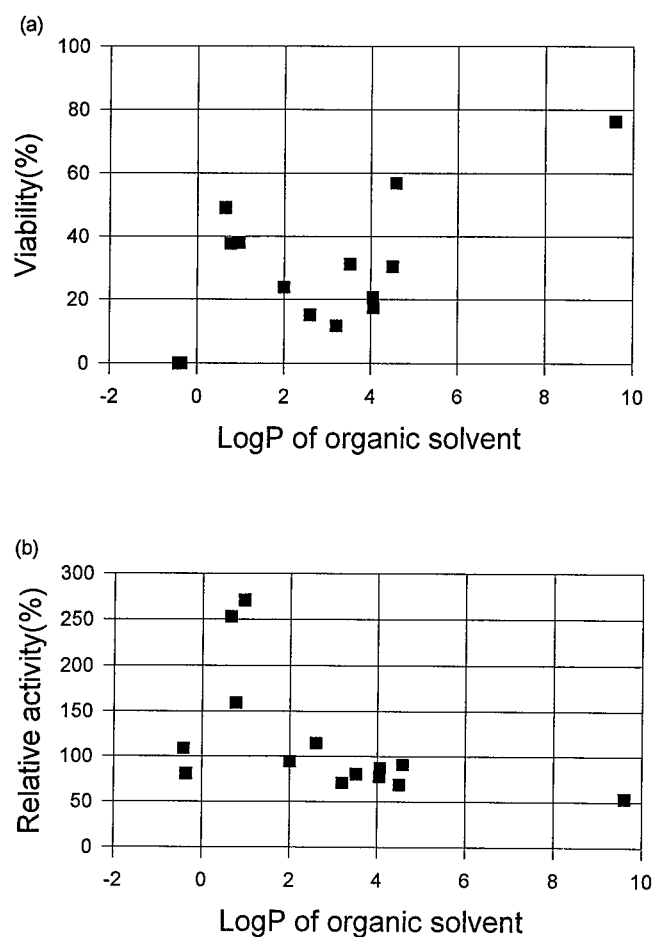 (a)
100
80
60
40
20
0
Viability(%)
-2 0 2 4 6 8 10
LogP of organic solvent
(b)
300
250
200
150
100
50
0
Relative activity(%)
-2 0 2 4 6 8 10
LogP of organic solvent